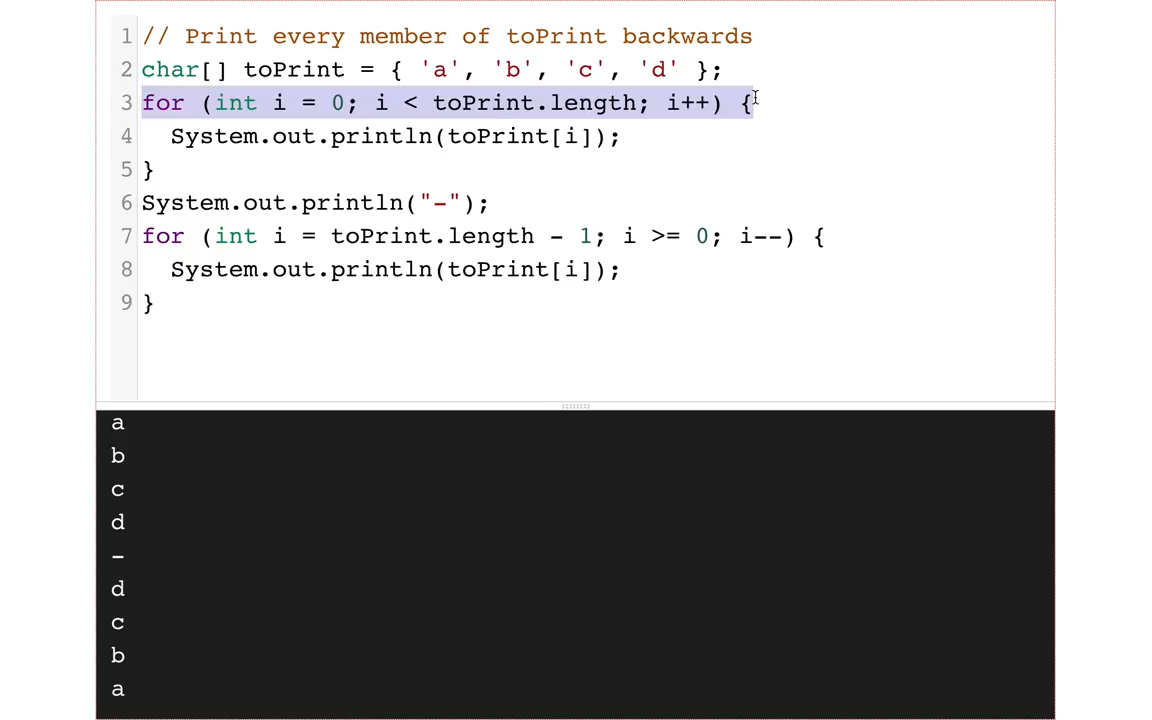 1 // Print every member of toPrint backwards
2 char[] toPrint = { 'a', 'b', 'c', 'd' };
3 for (int i = 0; i < toPrint.length; i++) {
4   System.out.println(toPrint[i]);
5 }
6 System.out.println("-");
7 for (int i = toPrint.length - 1; i >= 0; i--) {
8   System.out.println(toPrint[i]);
9 }
a
b
c
d
-
d
c
b
a